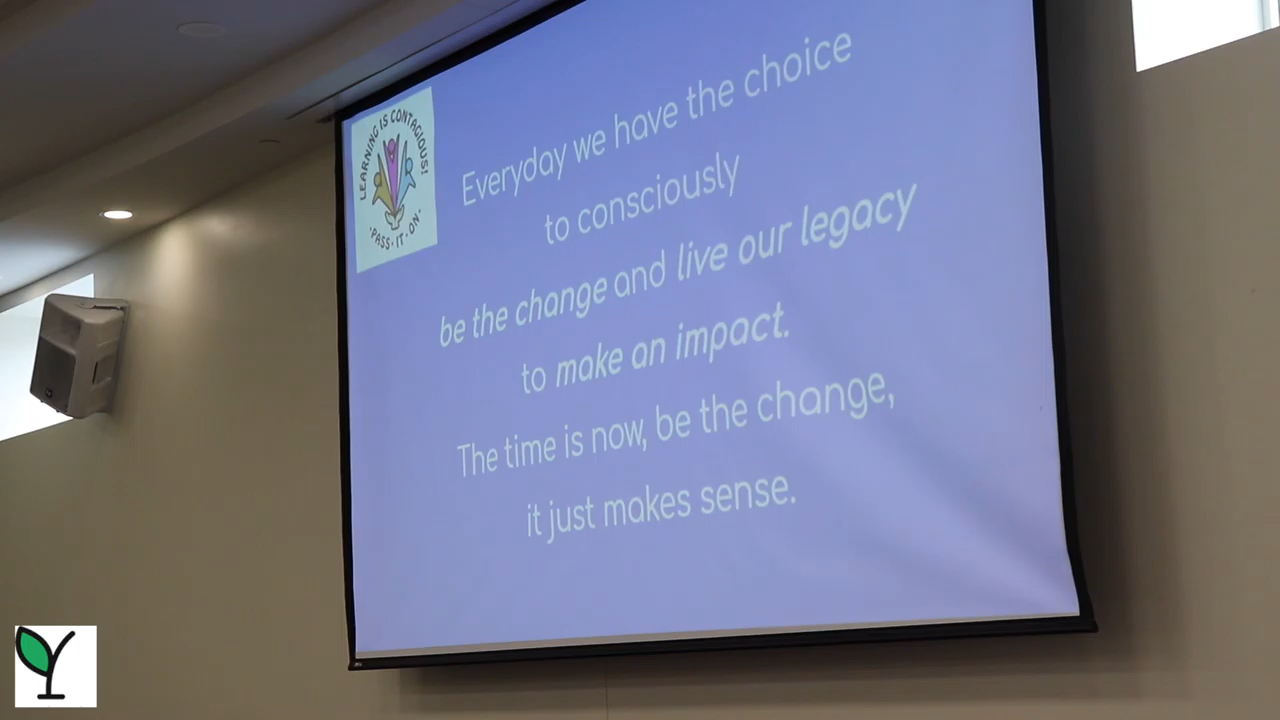 LEARNING IS CONTAGIOUS!
·PASS·IT·ON·
Everyday we have the choice
to consciously
be the change and live our legacy
to make an impact.
The time is now, be the change,
it just makes sense.
Y